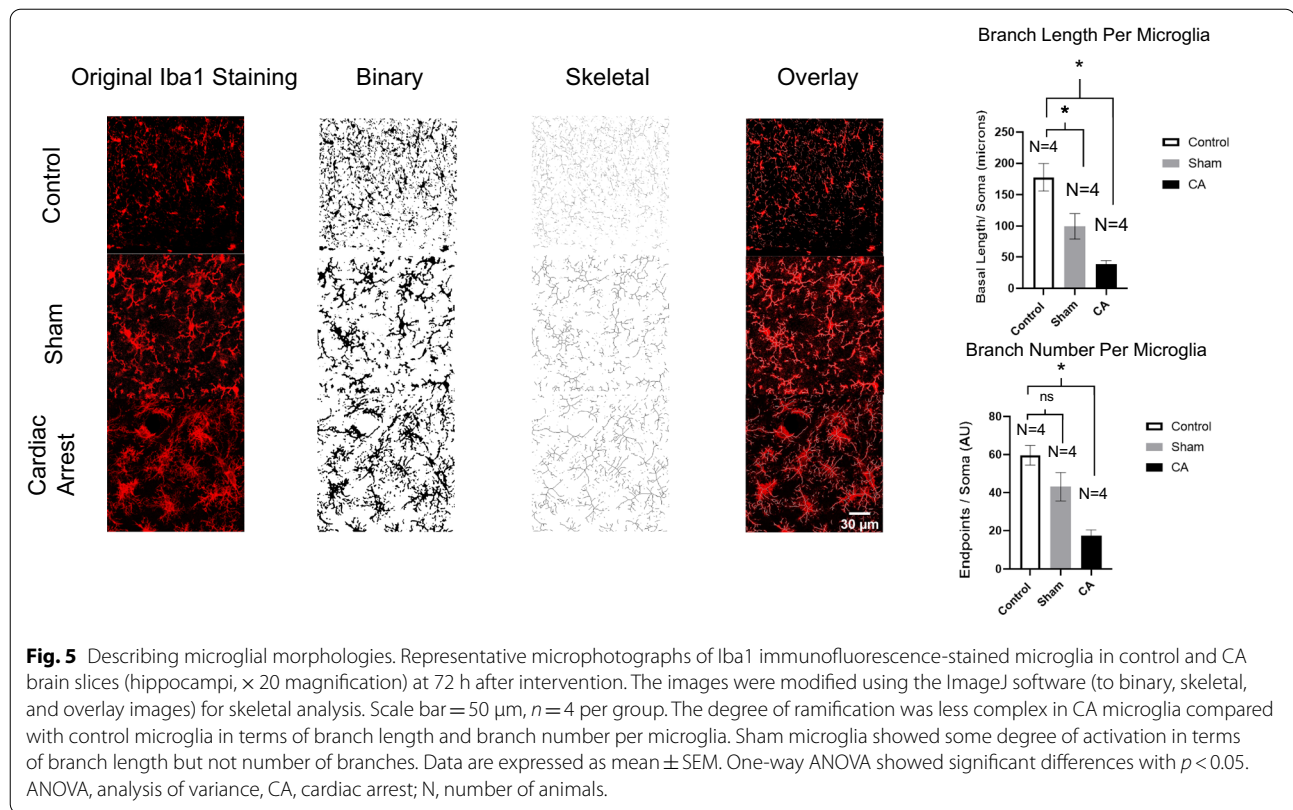 Original Iba1 Staining
Binary
Skeletal
Overlay
Control
Sham
Cardiac
Arrest
30 μm
Branch Length Per Microglia
*
*
Basal Length/ Soma (microns)
250
200
150
100
50
0
N=4
N=4
N=4
Control
Sham
CA
Control
Sham
CA
Branch Number Per Microglia
*
ns
Endpoints / Soma (AU)
80
60
40
20
0
N=4
N=4
N=4
Control
Sham
CA
Control
Sham
CA
Fig. 5 Describing microglial morphologies. Representative microphotographs of Iba1 immunofluorescence-stained microglia in control and CA
brain slices (hippocampi, × 20 magnification) at 72 h after intervention. The images were modified using the ImageJ software (to binary, skeletal,
and overlay images) for skeletal analysis. Scale bar = 50 μm, n = 4 per group. The degree of ramification was less complex in CA microglia compared
with control microglia in terms of branch length and branch number per microglia. Sham microglia showed some degree of activation in terms
of branch length but not number of branches. Data are expressed as mean ± SEM. One-way ANOVA showed significant differences with p < 0.05.
ANOVA, analysis of variance, CA, cardiac arrest; N, number of animals.